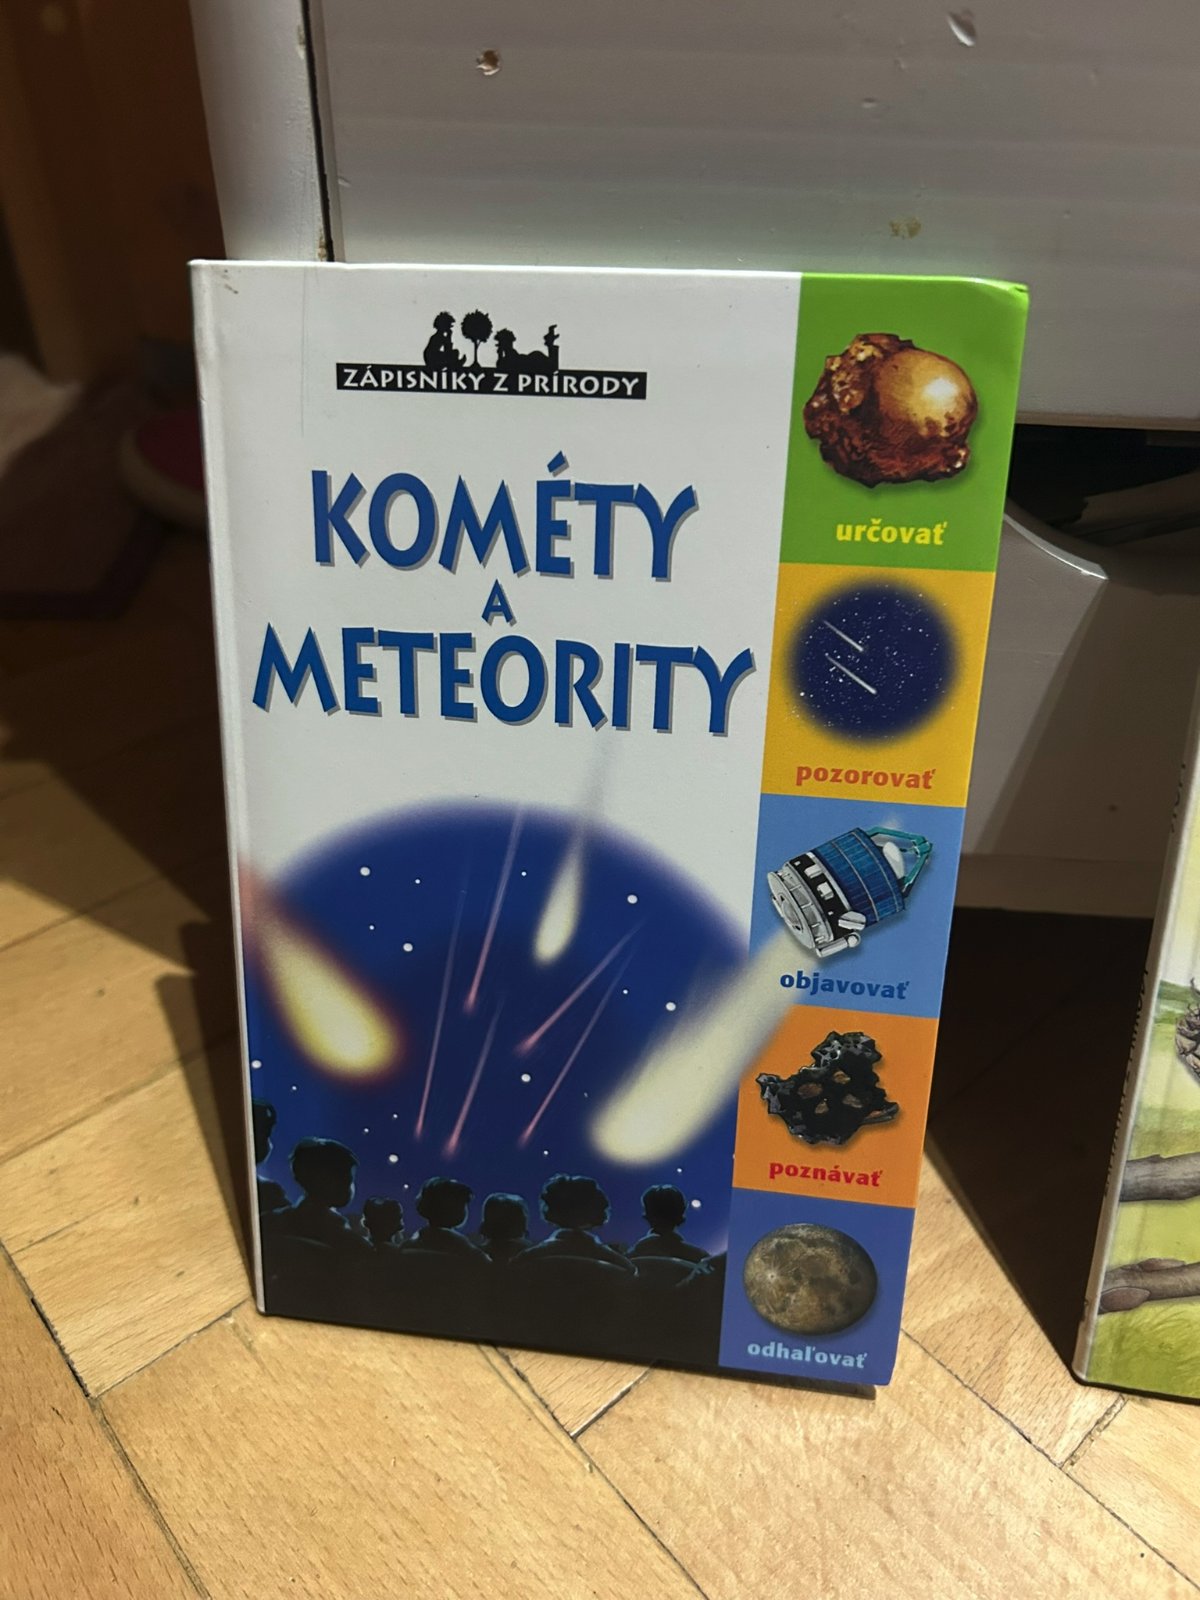 ZÁPISNÍKY Z PRÍRODY
KOMÉTY
A
METEORITY
určovať
pozorovať
objavovať
poznávať
odhaľovať